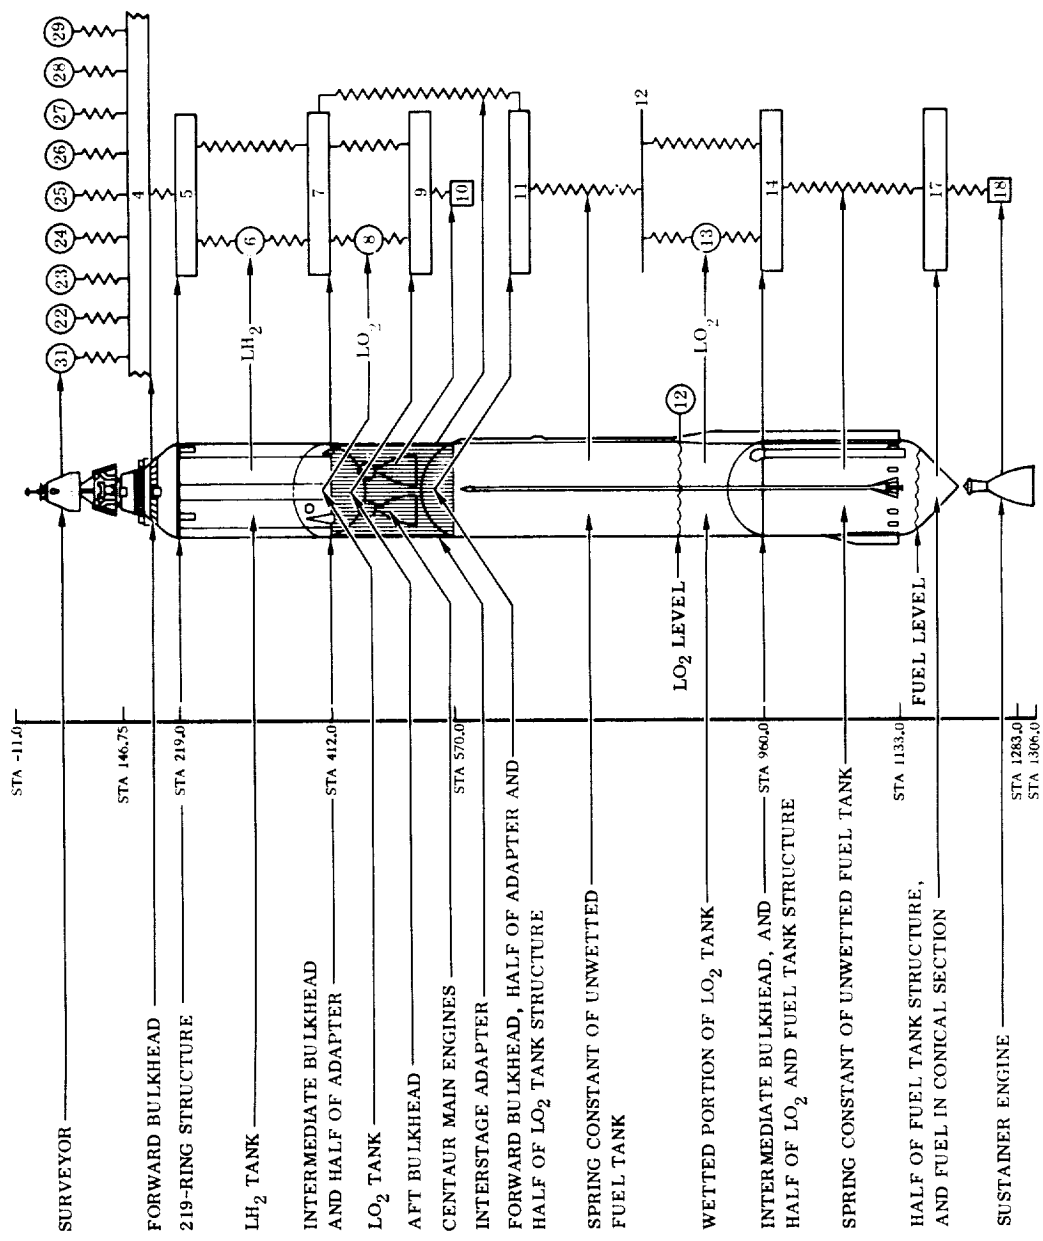 29
28
27
26
25
24
23
22
31
4
5
6
7
8
9
10
11
12
13
14
17
18
LH2
LO2
LO2
12
LO2 LEVEL
FUEL LEVEL
STA -11.0
STA 146.75
STA 219.0
STA 412.0
STA 570.0
STA 960.0
STA 1133.0
STA 1283.0
STA 1306.0
SURVEYOR
FORWARD BULKHEAD
219-RING STRUCTURE
LH2 TANK
INTERMEDIATE BULKHEAD
AND HALF OF ADAPTER
LO2 TANK
AFT BULKHEAD
CENTAUR MAIN ENGINES
INTERSTAGE ADAPTER
FORWARD BULKHEAD, HALF OF ADAPTER AND
HALF OF LO2 TANK STRUCTURE
SPRING CONSTANT OF UNWETTED
FUEL TANK
WETTED PORTION OF LO2 TANK
INTERMEDIATE BULKHEAD, AND
HALF OF LO2 AND FUEL TANK STRUCTURE
SPRING CONSTANT OF UNWETTED FUEL TANK
HALF OF FUEL TANK STRUCTURE,
AND FUEL IN CONICAL SECTION
SUSTAINER ENGINE